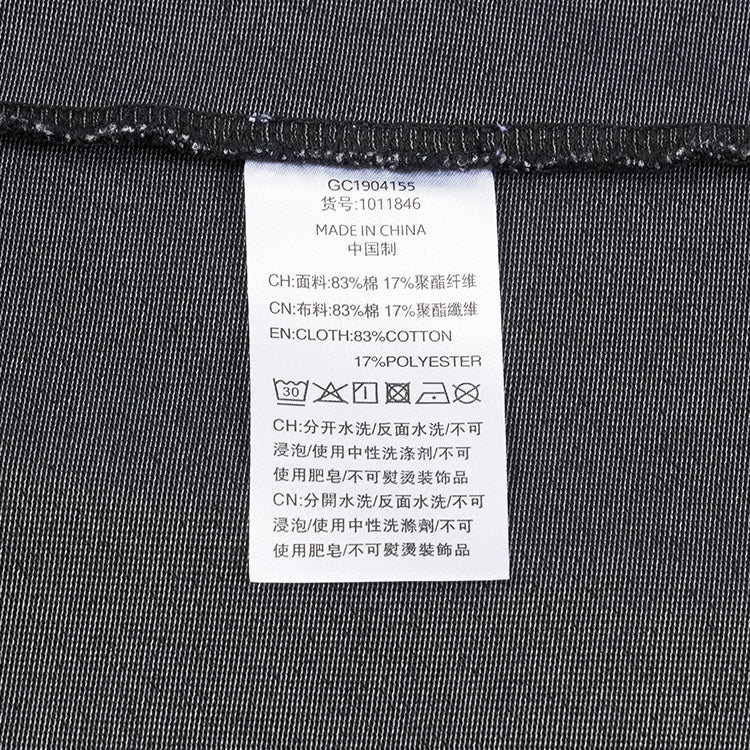 GC1904155
货号:1011846
MADE IN CHINA
中国制
CH:面料:83%棉 17%聚酯纤维
CN:布料:83%棉 17%聚酯纖維
EN:CLOTH:83%COTTON
17%POLYESTER
30
CH:分开水洗/反面水洗/不可
浸泡/使用中性洗涤剂/不可
使用肥皂/不可熨烫装饰品
CN:分開水洗/反面水洗/不可
浸泡/使用中性洗滌劑/不可
使用肥皂/不可熨燙裝飾品